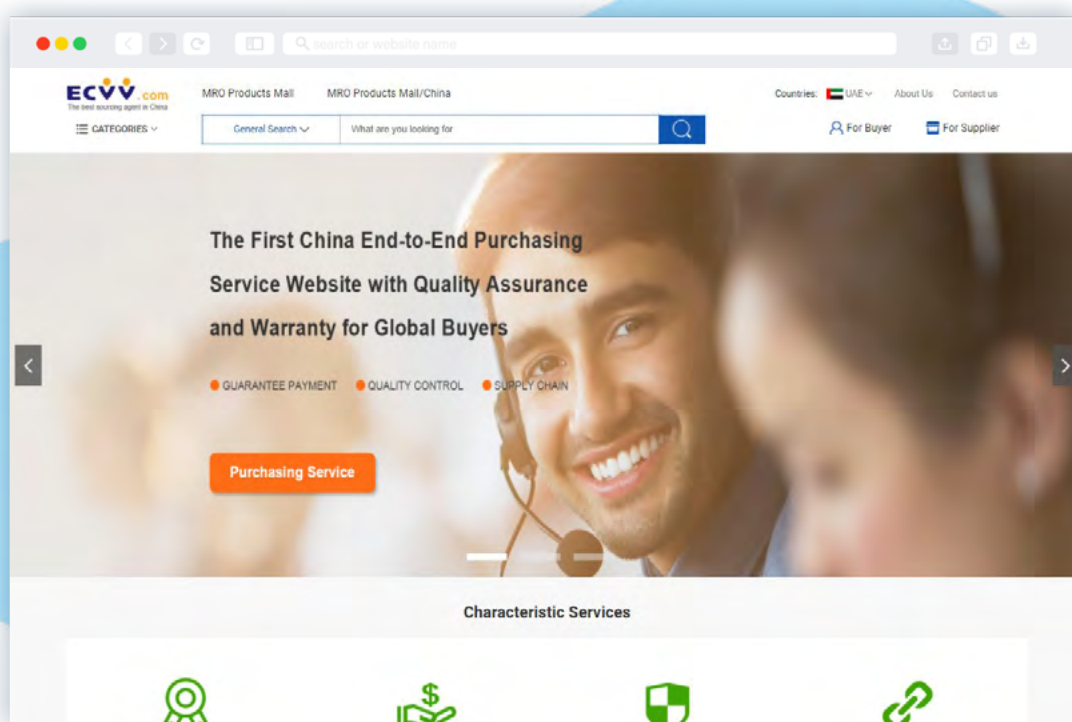 search or website name
ECVV.com
The best sourcing agent in China
MRO Products Mall MRO Products Mall/China
Countries: UAE About Us Contact us
CATEGORIES
General Search What are you looking for
For Buyer For Supplier
The First China End-to-End Purchasing
Service Website with Quality Assurance
and Warranty for Global Buyers
GUARANTEE PAYMENT QUALITY CONTROL SUPPLY CHAIN
Purchasing Service
Characteristic Services